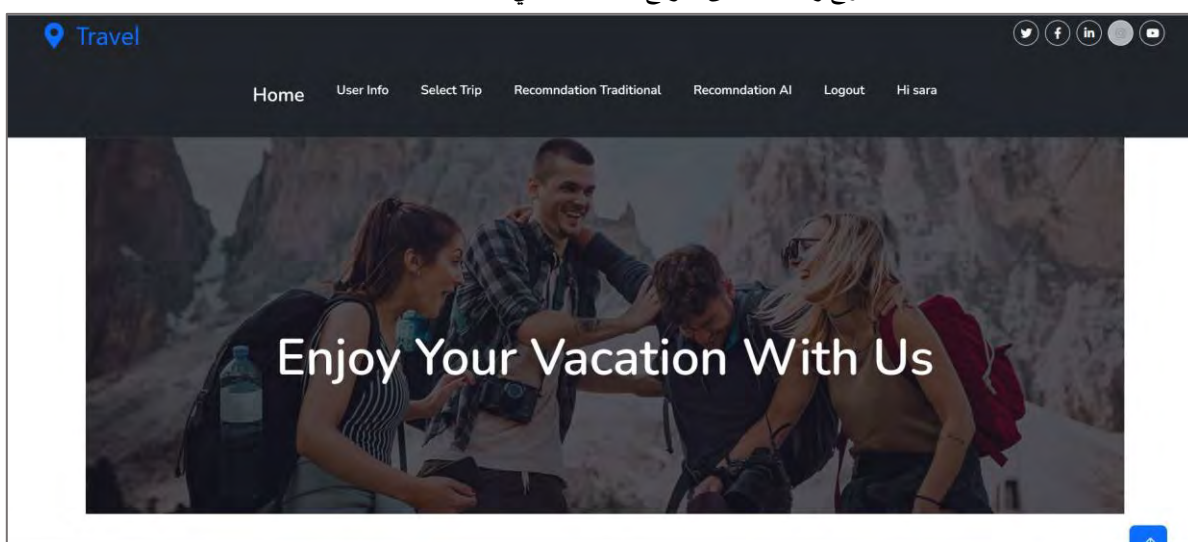 Travel
Home User Info Select Trip Recomndation Traditional Recomndation AI Logout Hi sara
Enjoy Your Vacation With Us